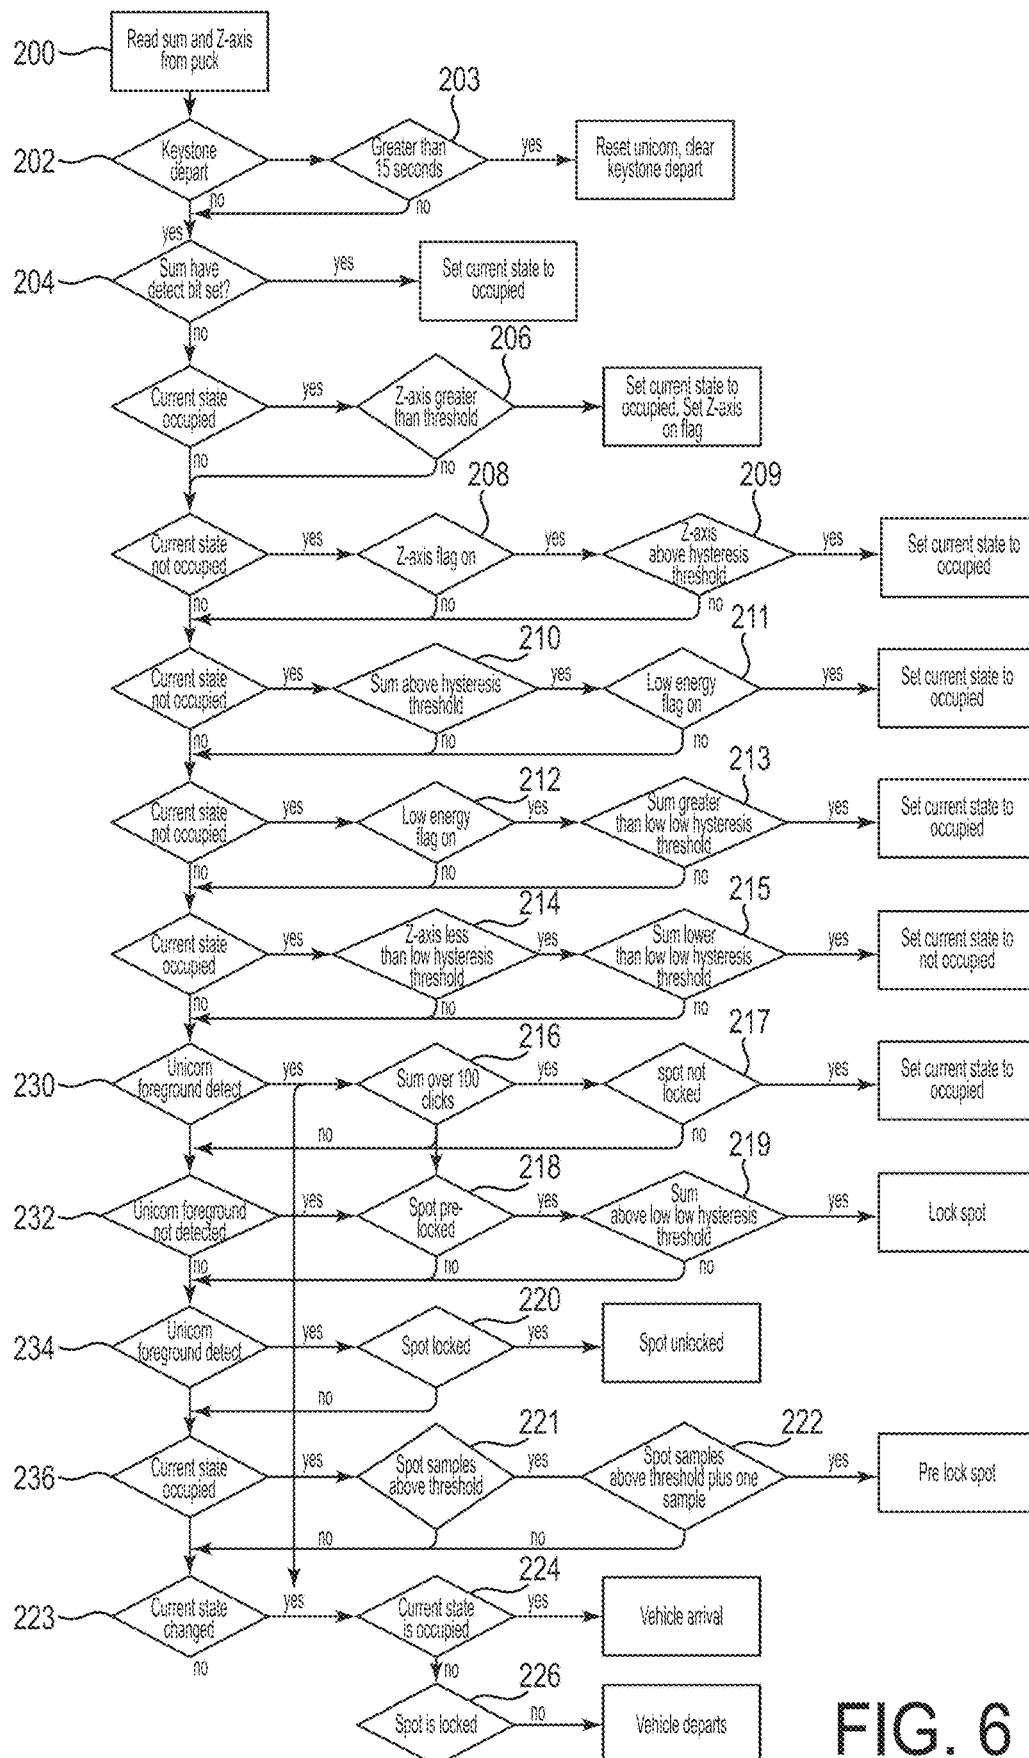 200
Read sum and Z-axis
from puck
203
202
Keystone
depart
Greater than
15 seconds
yes
Reset unicorn, clear
keystone depart
no
no
yes
204
Sum have
detect bit set?
yes
Set current state to
occupied
no
206
Current state
occupied
yes
Z-axis greater
than threshold
Set current state to
occupied, Set Z-axis
on flag
no
no
208
209
Current state
not occupied
yes
Z-axis flag on
yes
Z-axis
above hysteresis
threshold
yes
Set current state to
occupied
no
no
no
210
211
Current state
not occupied
yes
Sum above hysteresis
threshold
yes
Low energy
flag on
yes
Set current state to
occupied
no
no
no
212
213
Current state
not occupied
yes
Low energy
flag on
yes
Sum greater
than low low hysteresis
threshold
yes
Set current state to
occupied
no
no
no
214
215
Current state
occupied
yes
Z-axis less
than low hysteresis
threshold
yes
Sum lower
than low low hysteresis
threshold
yes
Set current state to
not occupied
no
no
no
216
217
230
Unicorn
foreground detect
yes
Sum over 100
clicks
yes
spot not
locked
yes
Set current state to
occupied
no
no
218
219
232
Unicorn foreground
not detected
yes
Spot pre-
locked
yes
Sum
above low low hysteresis
threshold
yes
Lock spot
no
no
no
220
234
Unicorn
foreground detect
yes
Spot locked
yes
Spot unlocked
no
221
222
236
Current state
occupied
yes
Spot samples
above threshold
yes
Spot samples
above threshold plus one
sample
yes
Pre lock spot
no
no
224
223
Current state
changed
yes
Current state
is occupied
yes
Vehicle arrival
no
no
226
Spot is locked
no
Vehicle departs
FIG. 6